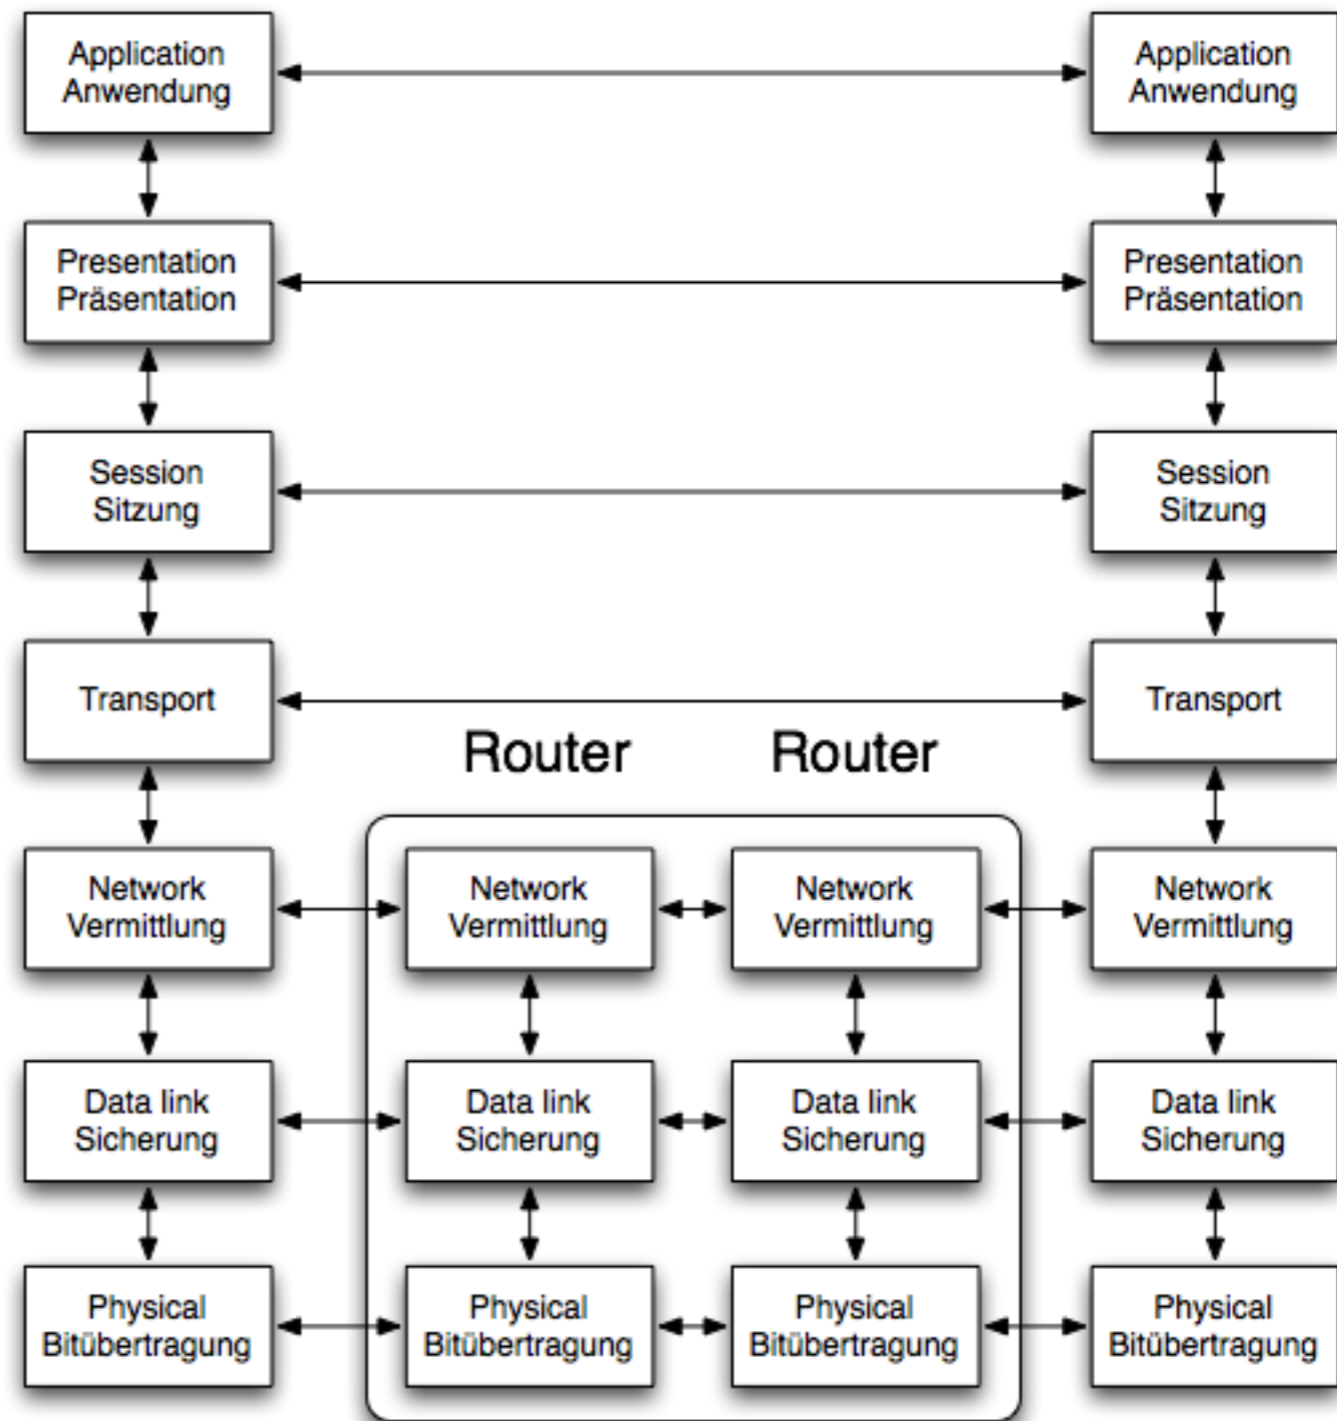 Application
Anwendung
Application
Anwendung
Presentation
Präsentation
Presentation
Präsentation
Session
Sitzung
Session
Sitzung
Transport
Transport
Router
Router
Network
Vermittlung
Network
Vermittlung
Network
Vermittlung
Network
Vermittlung
Data link
Sicherung
Data link
Sicherung
Data link
Sicherung
Data link
Sicherung
Physical
Bitübertragung
Physical
Bitübertragung
Physical
Bitübertragung
Physical
Bitübertragung